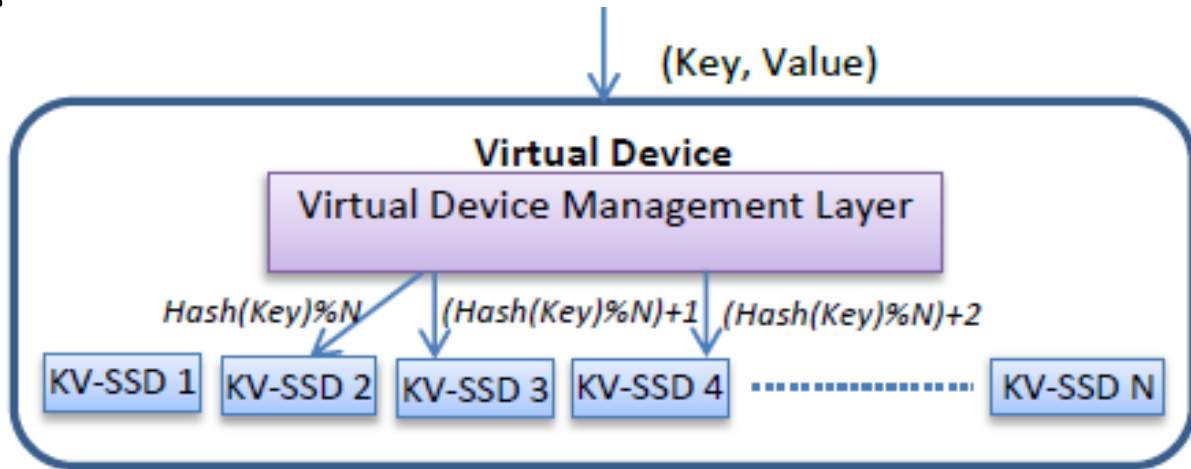 (Key, Value)
Virtual Device
Virtual Device Management Layer
Hash(Key)%N
(Hash(Key)%N)+1
(Hash(Key)%N)+2
KV-SSD 1
KV-SSD 2
KV-SSD 3
KV-SSD 4
KV-SSD N